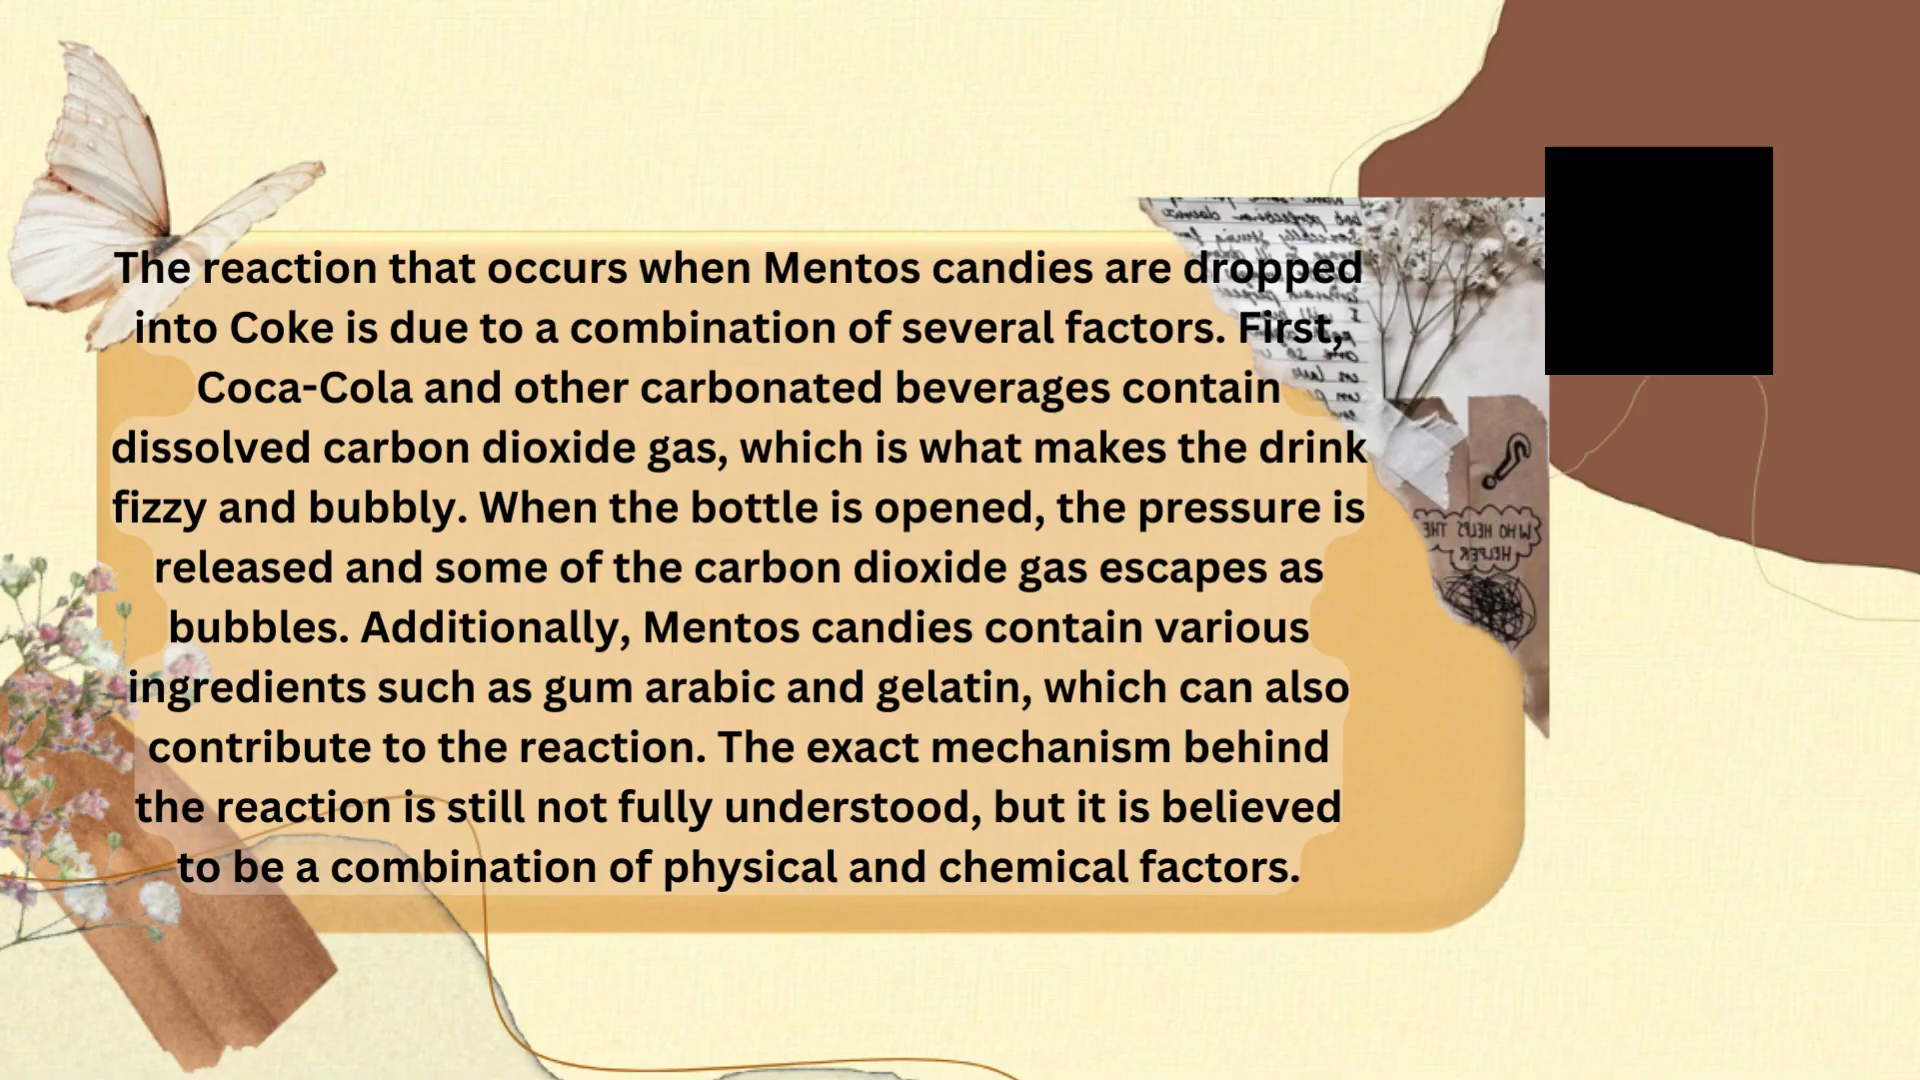 The reaction that occurs when Mentos candies are dropped
into Coke is due to a combination of several factors. First,
Coca-Cola and other carbonated beverages contain
dissolved carbon dioxide gas, which is what makes the drink
fizzy and bubbly. When the bottle is opened, the pressure is
released and some of the carbon dioxide gas escapes as
bubbles. Additionally, Mentos candies contain various
ingredients such as gum arabic and gelatin, which can also
contribute to the reaction. The exact mechanism behind
the reaction is still not fully understood, but it is believed
to be a combination of physical and chemical factors.
WHO HELPS THE
HELPER